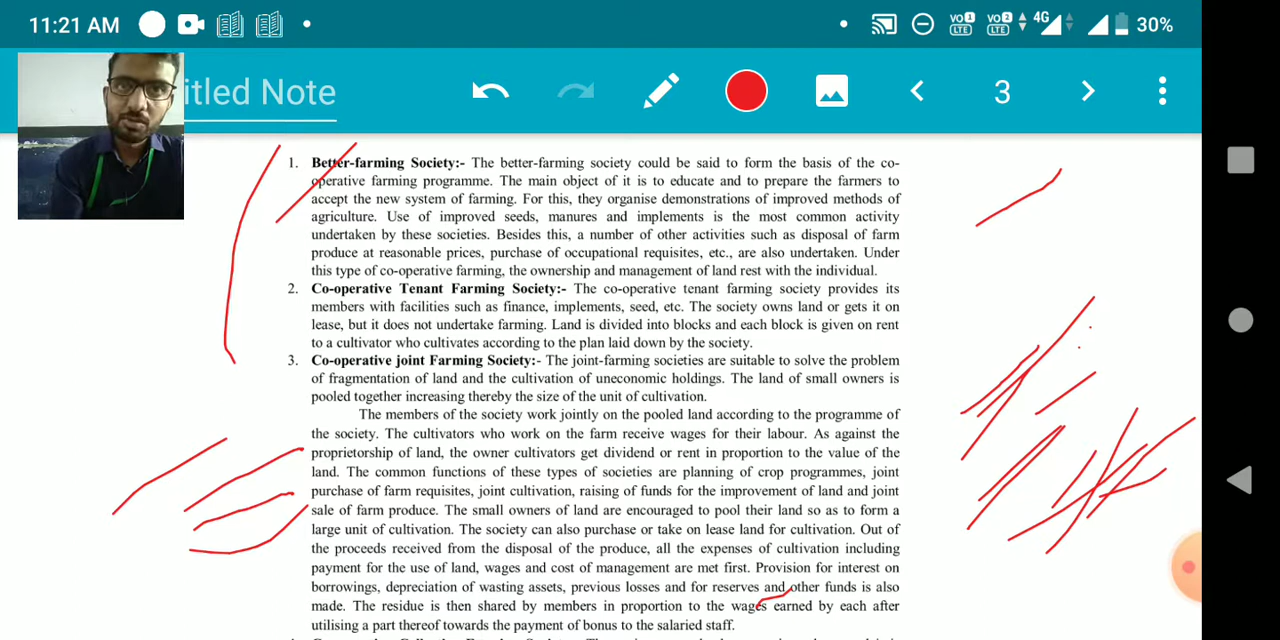 11:21 AM
VO 1 LTE
VO 2 LTE
4G
30%
itled Note
3
1. Better-farming Society:- The better-farming society could be said to form the basis of the co-
operative farming programme. The main object of it is to educate and to prepare the farmers to
accept the new system of farming. For this, they organise demonstrations of improved methods of
agriculture. Use of improved seeds, manures and implements is the most common activity
undertaken by these societies. Besides this, a number of other activities such as disposal of farm
produce at reasonable prices, purchase of occupational requisites, etc., are also undertaken. Under
this type of co-operative farming, the ownership and management of land rest with the individual.
2. Co-operative Tenant Farming Society:- The co-operative tenant farming society provides its
members with facilities such as finance, implements, seed, etc. The society owns land or gets it on
lease, but it does not undertake farming. Land is divided into blocks and each block is given on rent
to a cultivator who cultivates according to the plan laid down by the society.
3. Co-operative joint Farming Society:- The joint-farming societies are suitable to solve the problem
of fragmentation of land and the cultivation of uneconomic holdings. The land of small owners is
pooled together increasing thereby the size of the unit of cultivation.
The members of the society work jointly on the pooled land according to the programme of
the society. The cultivators who work on the farm receive wages for their labour. As against the
proprietorship of land, the owner cultivators get dividend or rent in proportion to the value of the
land. The common functions of these types of societies are planning of crop programmes, joint
purchase of farm requisites, joint cultivation, raising of funds for the improvement of land and joint
sale of farm produce. The small owners of land are encouraged to pool their land so as to form a
large unit of cultivation. The society can also purchase or take on lease land for cultivation. Out of
the proceeds received from the disposal of the produce, all the expenses of cultivation including
payment for the use of land, wages and cost of management are met first. Provision for interest on
borrowings, depreciation of wasting assets, previous losses and for reserves and other funds is also
made. The residue is then shared by members in proportion to the wages earned by each after
utilising a part thereof towards the payment of bonus to the salaried staff.